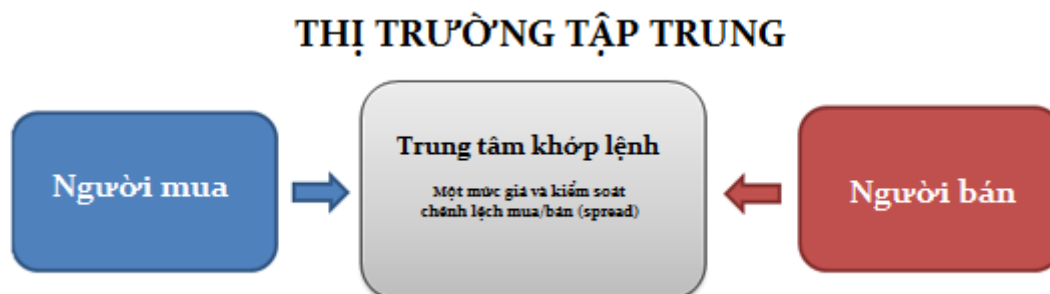 THỊ TRƯỜNG TẬP TRUNG
Người mua
Trung tâm khớp lệnh
Một mức giá và kiểm soát
chênh lệch mua/bán (spread)
Người bán